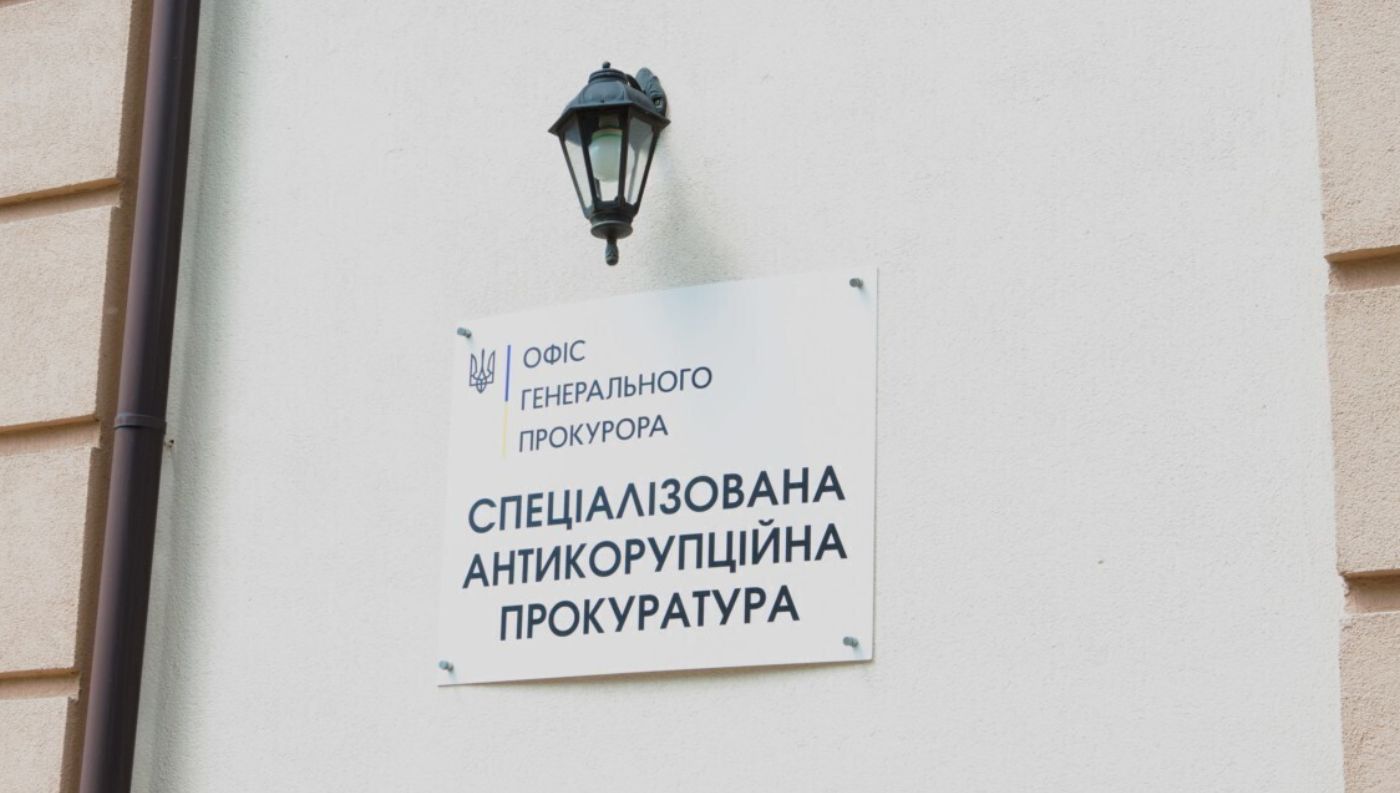 ОФІС
ГЕНЕРАЛЬНОГО
ПРОКУРОРА
СПЕЦІАЛІЗОВАНА
АНТИКОРУПЦІЙНА
ПРОКУРАТУРА